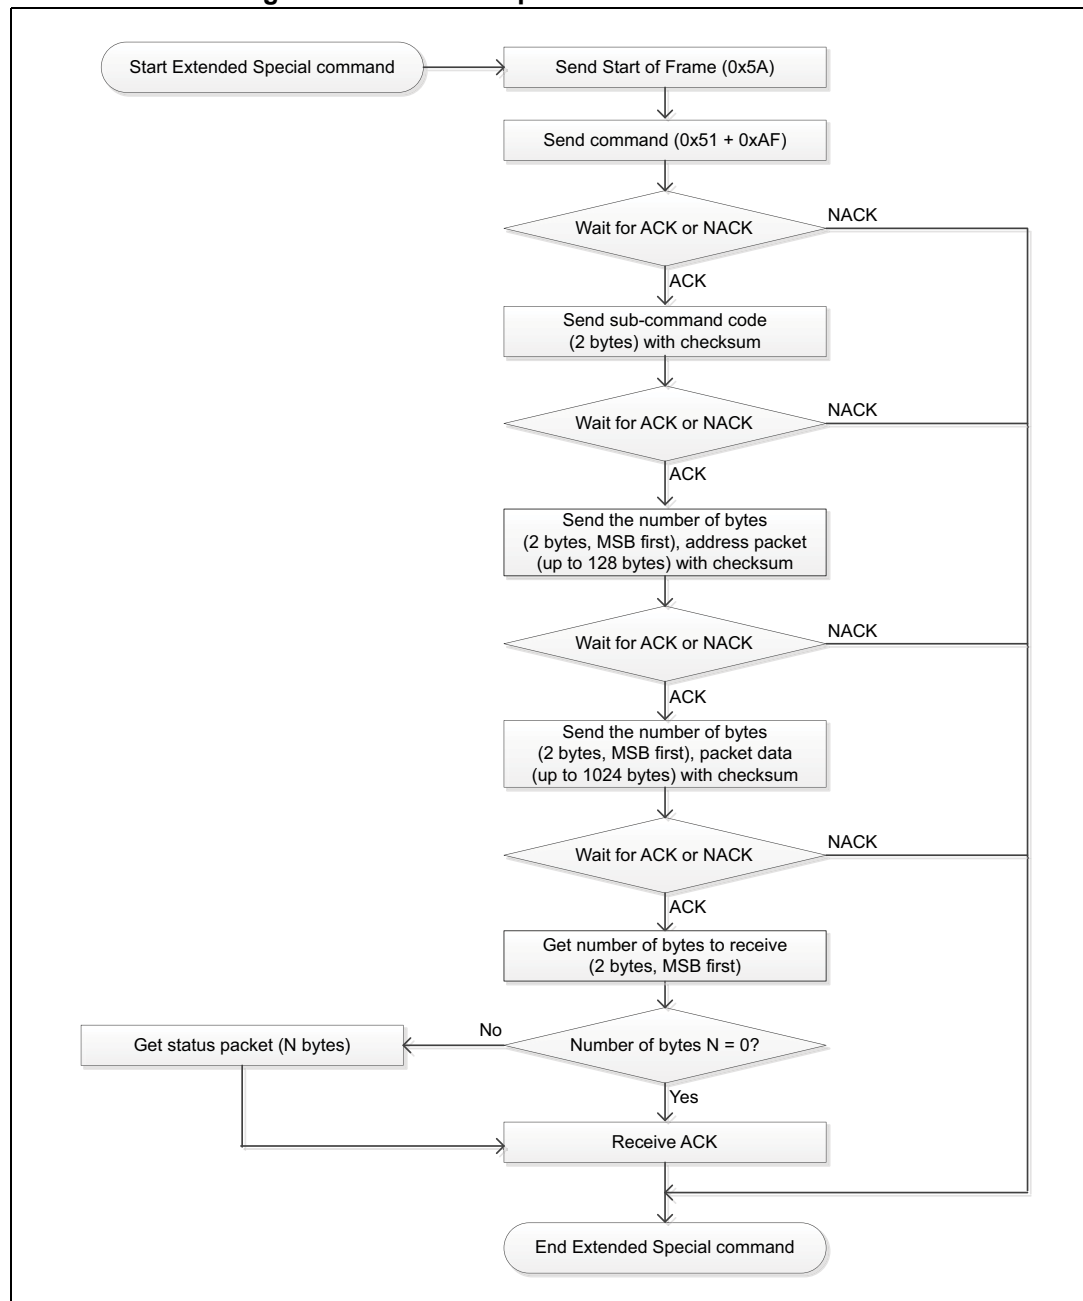 Start Extended Special command
Send Start of Frame (0x5A)
Send command (0x51 + 0xAF)
Wait for ACK or NACK
NACK
ACK
Send sub-command code
(2 bytes) with checksum
Wait for ACK or NACK
NACK
ACK
Send the number of bytes
(2 bytes, MSB first), address packet
(up to 128 bytes) with checksum
Wait for ACK or NACK
NACK
ACK
Send the number of bytes
(2 bytes, MSB first), packet data
(up to 1024 bytes) with checksum
Wait for ACK or NACK
NACK
ACK
Get number of bytes to receive
(2 bytes, MSB first)
Number of bytes N = 0?
No
Get status packet (N bytes)
Yes
Receive ACK
End Extended Special command